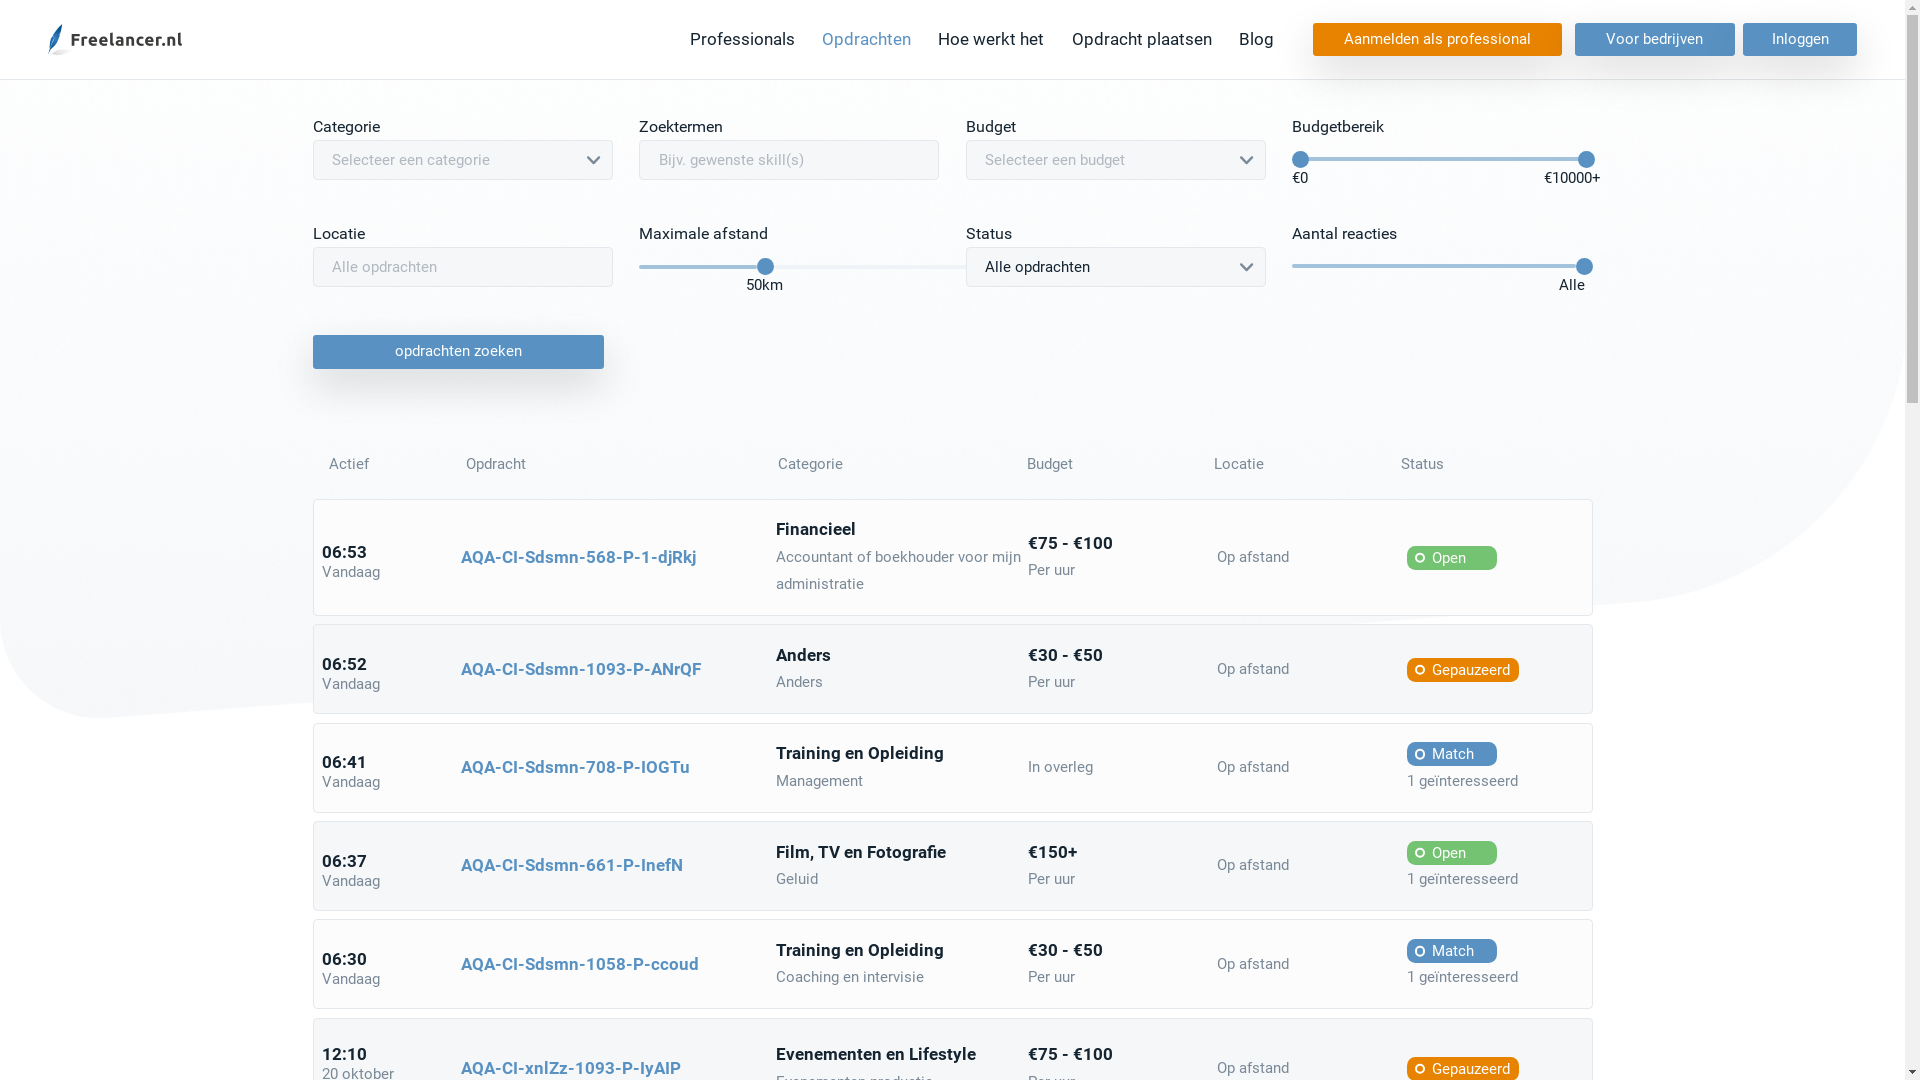 Freelancer.nl
Professionals Opdrachten Hoe werkt het Opdracht plaatsen Blog Aanmelden als professional Voor bedrijven Inloggen
Categorie Zoektermen Budget Budgetbereik
Selecteer een categorie Bijv. gewenste skill(s) Selecteer een budget
€0 €10000+
Locatie Maximale afstand Status Aantal reacties
Alle opdrachten Alle opdrachten
50km Alle
opdrachten zoeken
Actief Opdracht Categorie Budget Locatie Status
06:53
Vandaag
AQA-CI-Sdsmn-568-P-1-djRkj
Financieel
Accountant of boekhouder voor mijn
administratie
€75 - €100
Per uur
Op afstand
Open
06:52
Vandaag
AQA-CI-Sdsmn-1093-P-ANrQF
Anders
Anders
€30 - €50
Per uur
Op afstand
Gepauzeerd
06:41
Vandaag
AQA-CI-Sdsmn-708-P-IOGTu
Training en Opleiding
Management
In overleg
Op afstand
Match
1 geïnteresseerd
06:37
Vandaag
AQA-CI-Sdsmn-661-P-InefN
Film, TV en Fotografie
Geluid
€150+
Per uur
Op afstand
Open
1 geïnteresseerd
06:30
Vandaag
AQA-CI-Sdsmn-1058-P-ccoud
Training en Opleiding
Coaching en intervisie
€30 - €50
Per uur
Op afstand
Match
1 geïnteresseerd
12:10
20 oktober
AQA-CI-xnlZz-1093-P-IyAIP
Evenementen en Lifestyle
Evenementen productie
€75 - €100
Per uur
Op afstand
Gepauzeerd